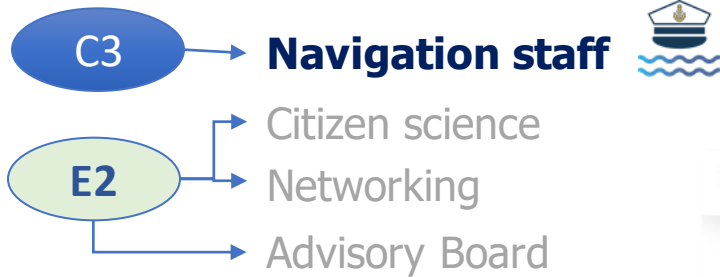 C3
Navigation staff
Citizen science
E2
Networking
Advisory Board